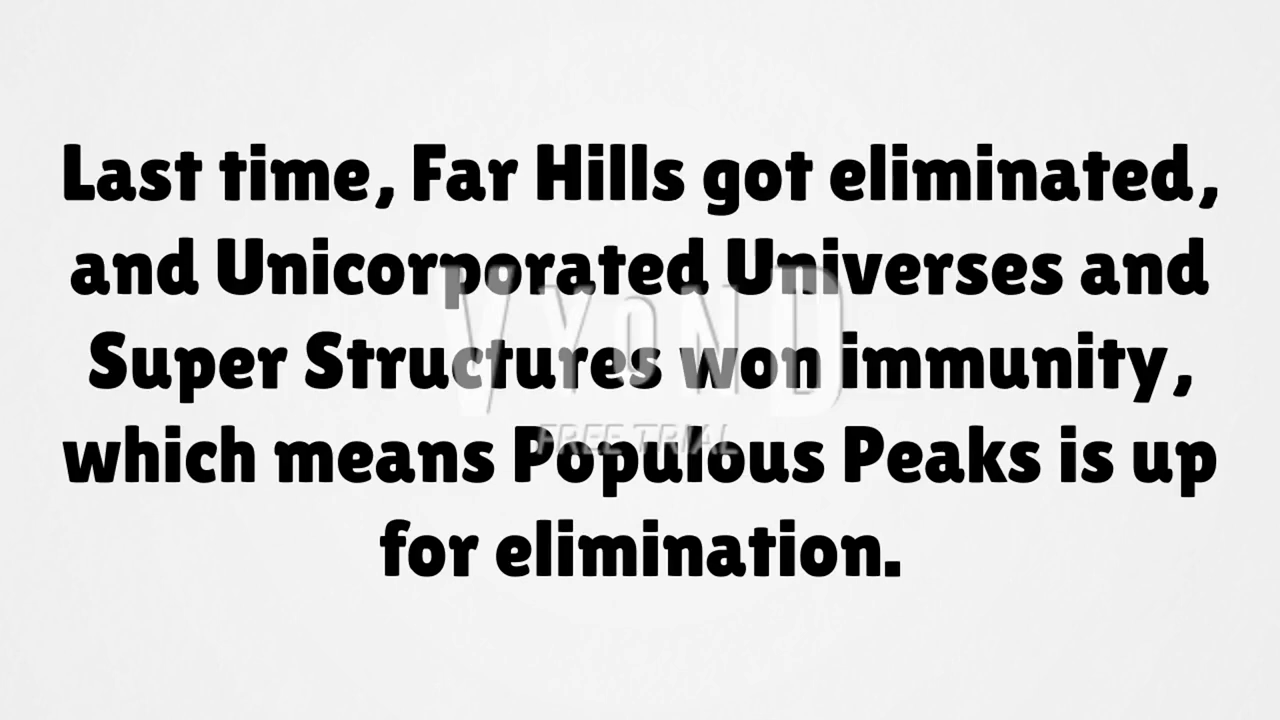 Last time, Far Hills got eliminated,
and Unicorporated Universes and
Super Structures won immunity,
which means Populous Peaks is up
for elimination.
VYOND
FREE TRIAL